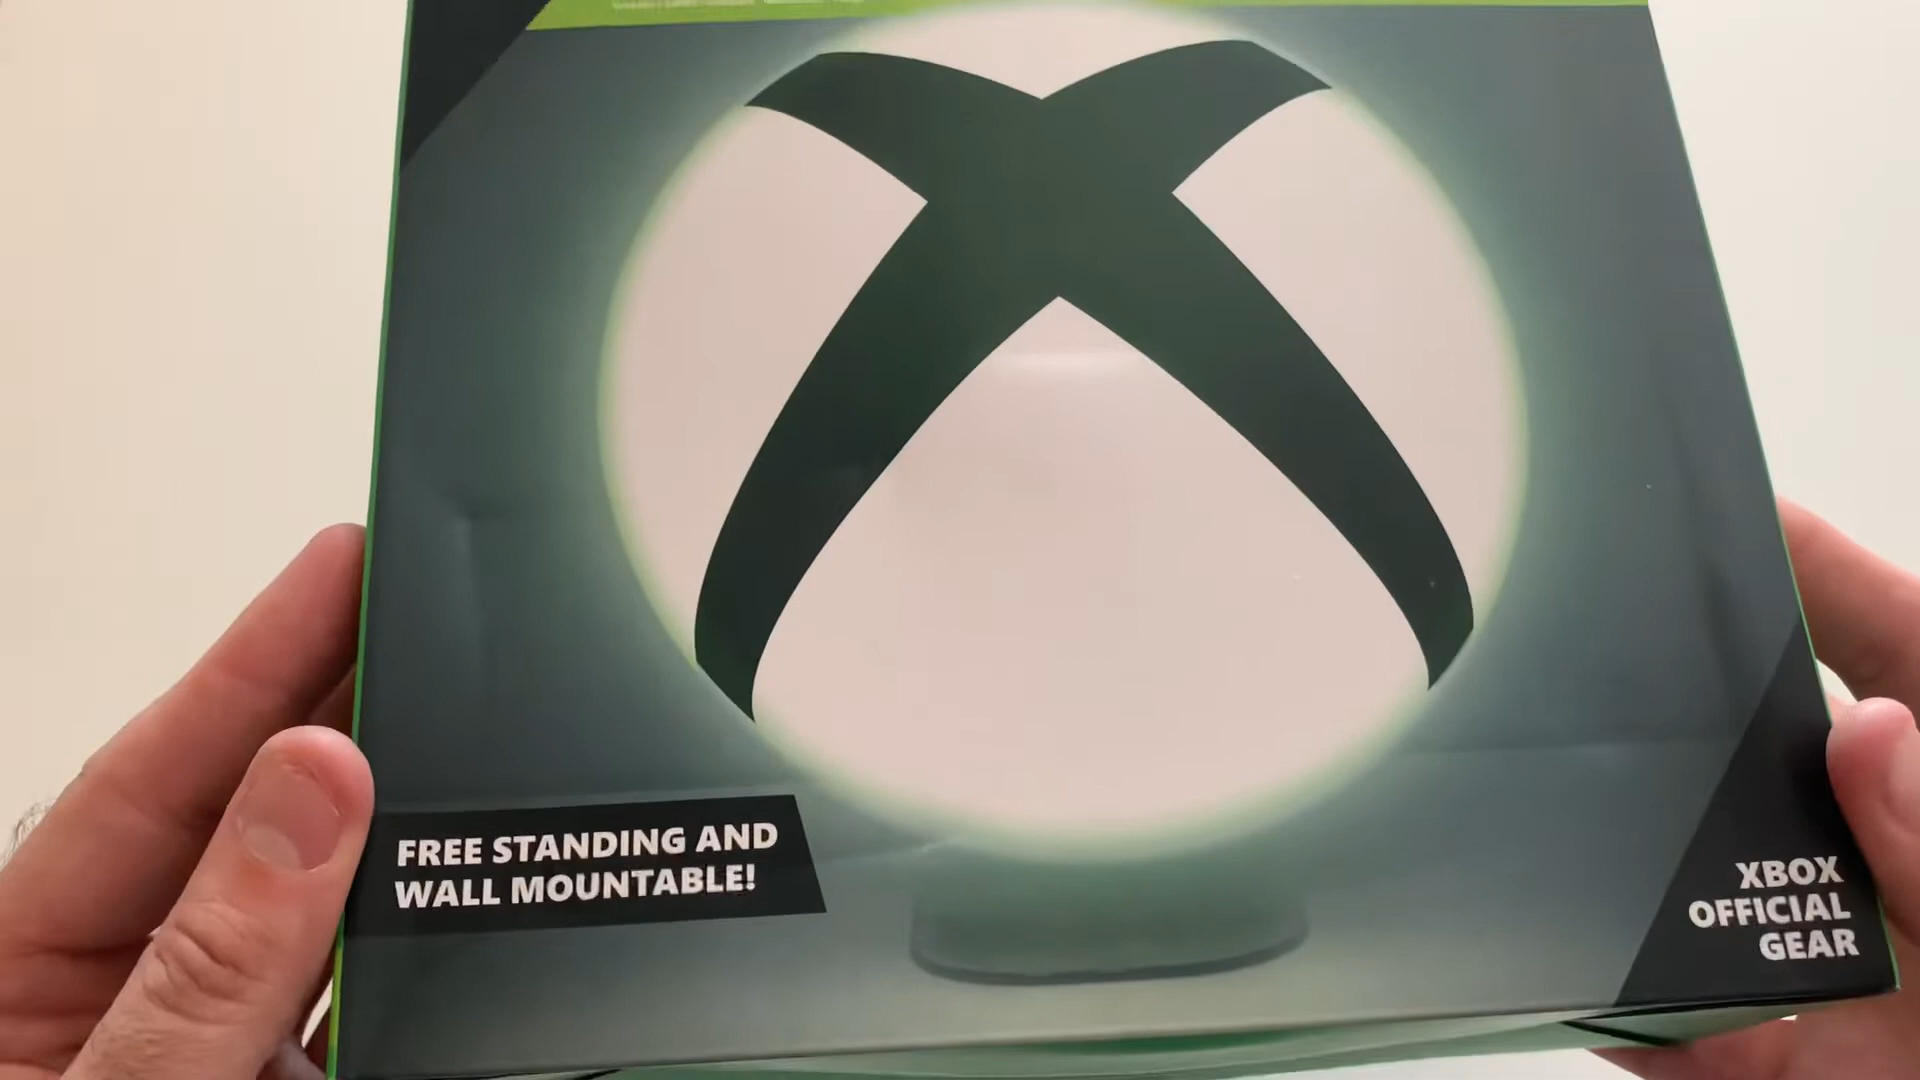 FREE STANDING AND
WALL MOUNTABLE!
XBOX
OFFICIAL
GEAR